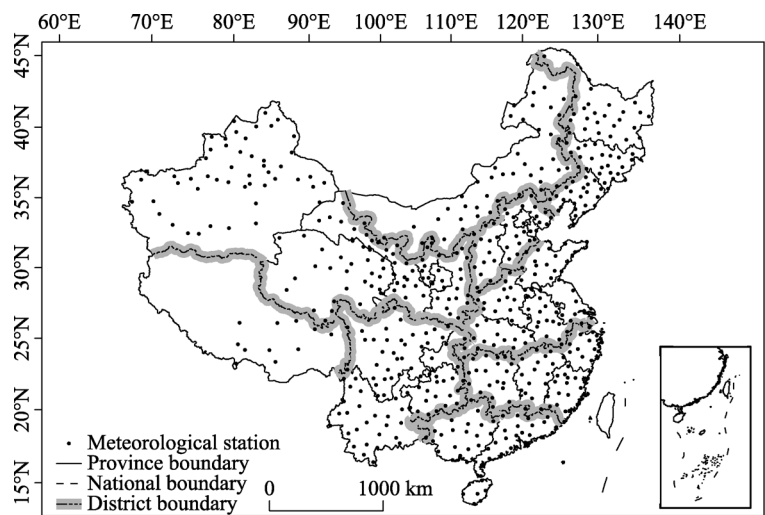 60°E 70°E 80°E 90°E 100°E 110°E 120°E 130°E 140°E
45°N
40°N
35°N
30°N
25°N
20°N
15°N
Meteorological station
Province boundary
National boundary
District boundary
0 1000 km